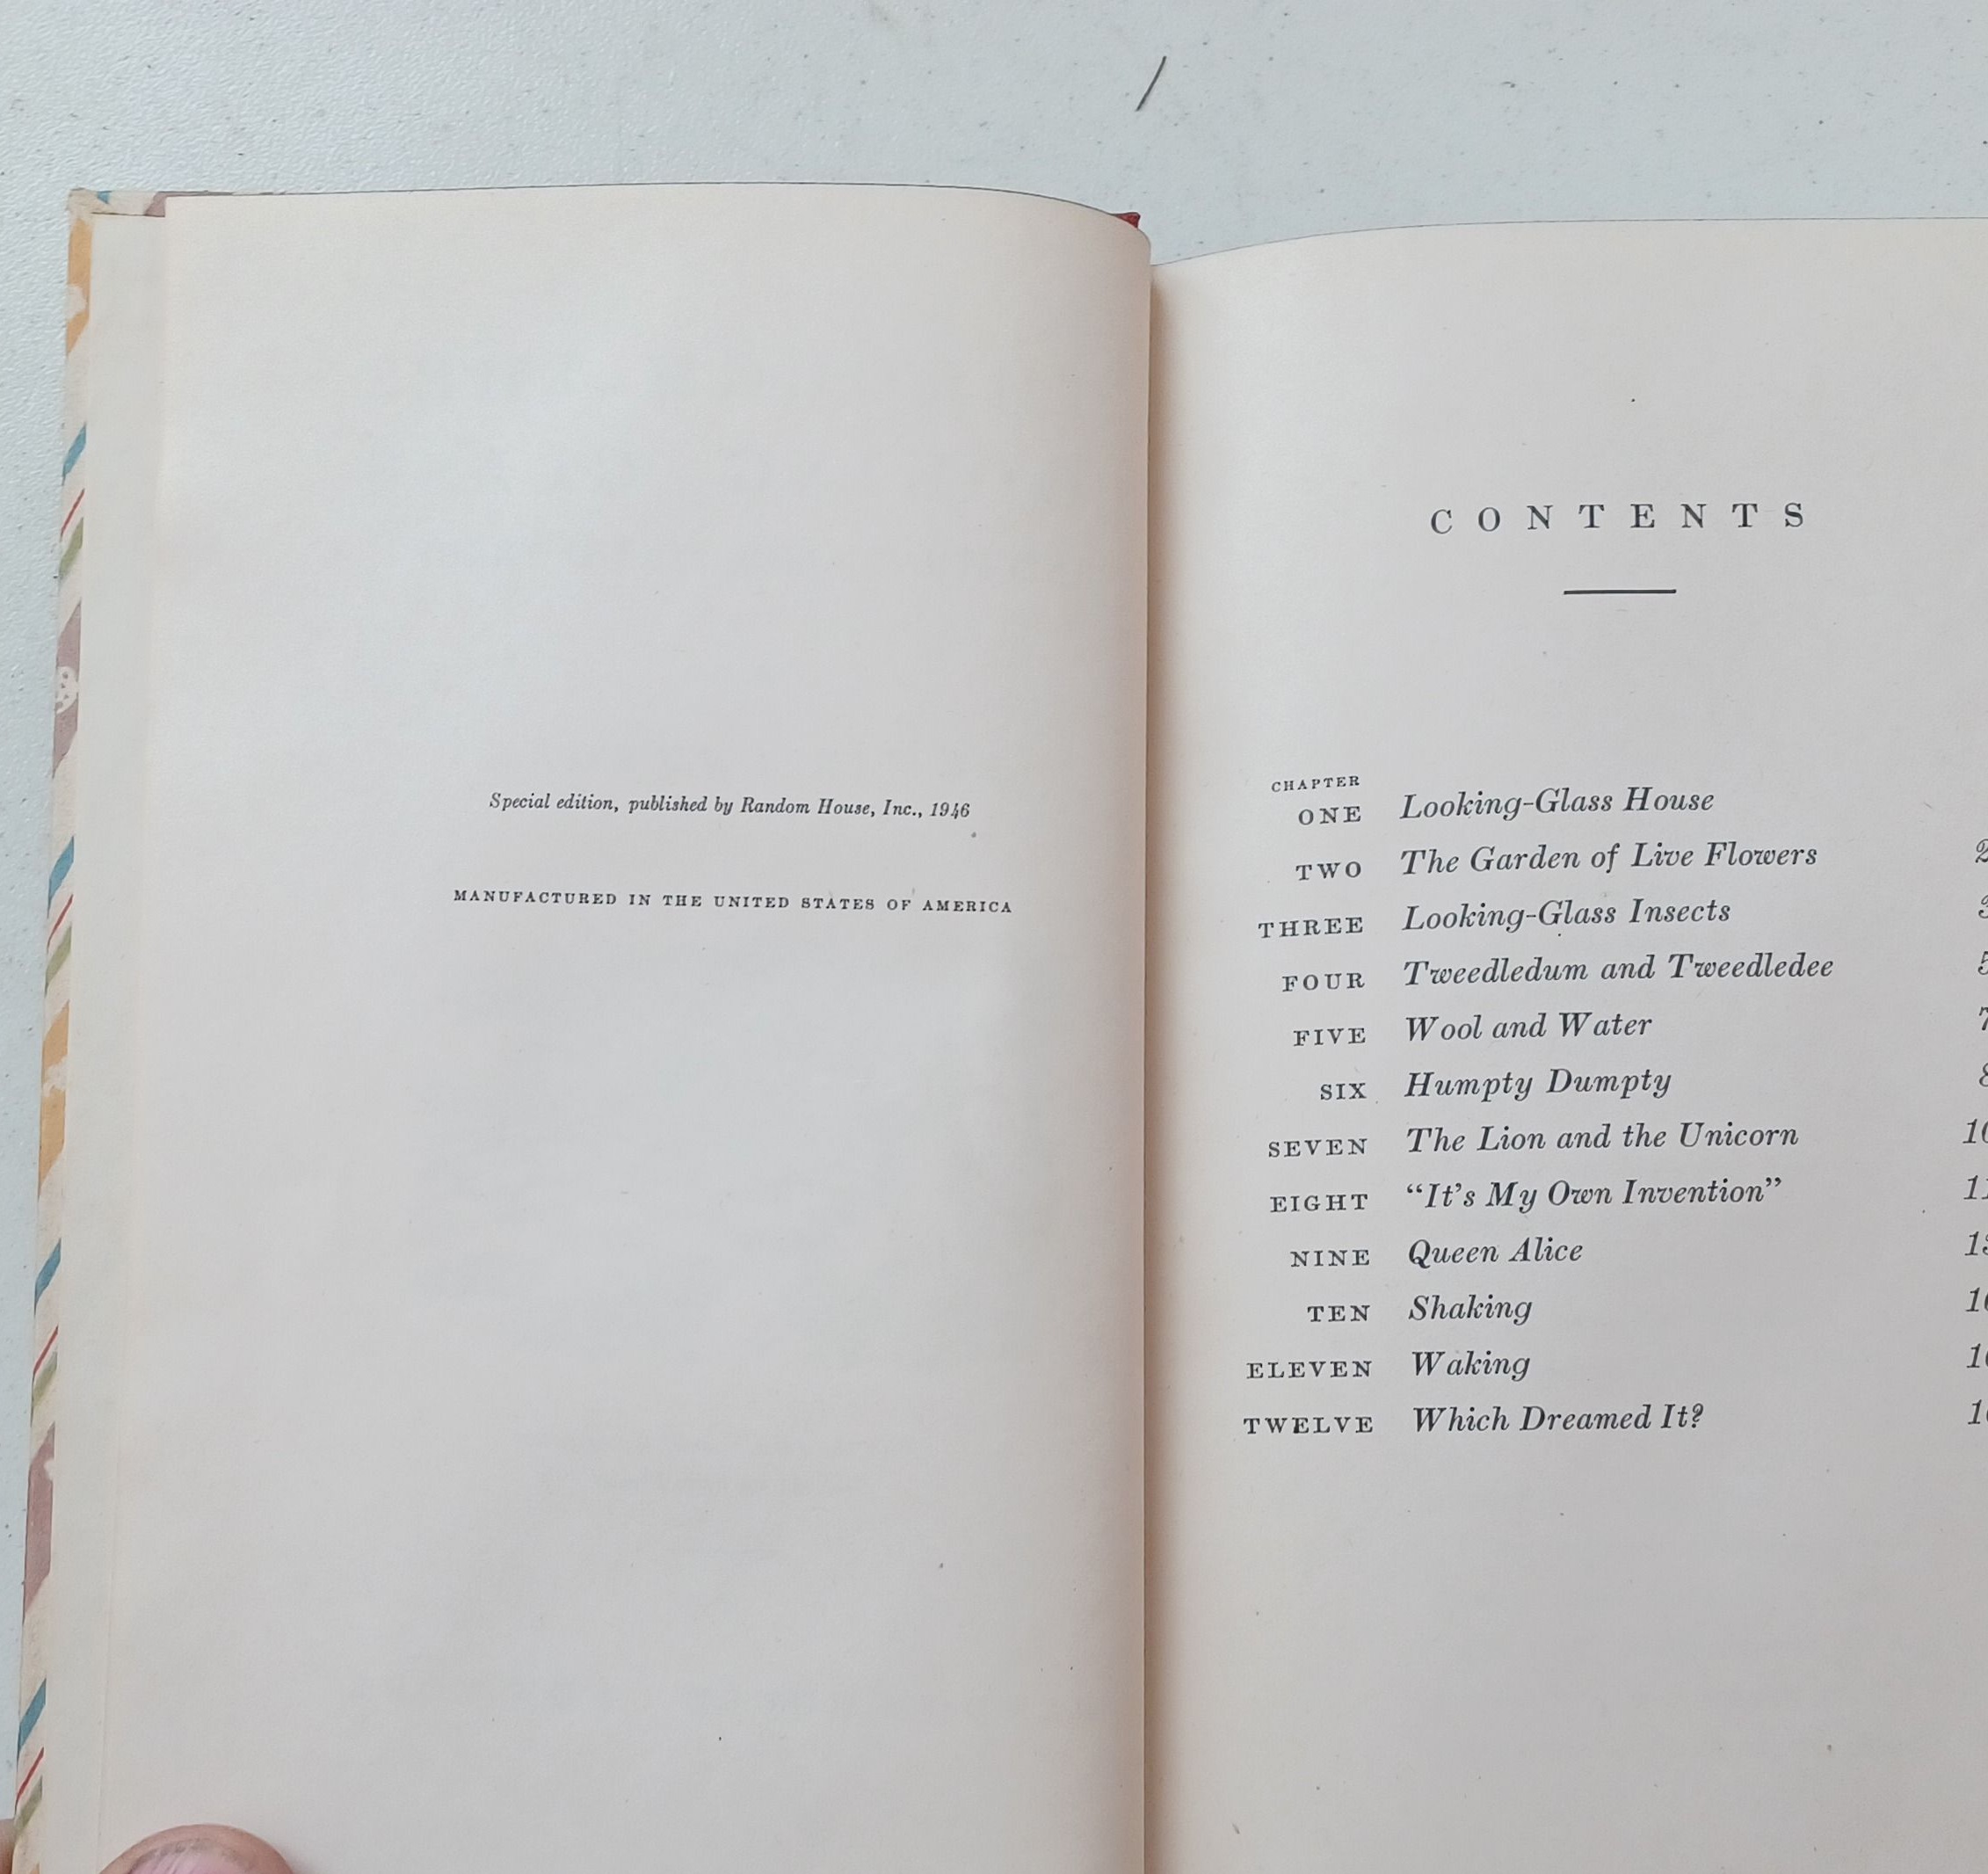 Special edition, published by Random House, Inc., 1946
MANUFACTURED IN THE UNITED STATES OF AMERICA
CONTENTS
CHAPTER
ONE Looking-Glass House
TWO The Garden of Live Flowers
THREE Looking-Glass Insects
FOUR Tweedledum and Tweedledee
FIVE Wool and Water
SIX Humpty Dumpty
SEVEN The Lion and the Unicorn
EIGHT “It’s My Own Invention”
NINE Queen Alice
TEN Shaking
ELEVEN Waking
TWELVE Which Dreamed It?